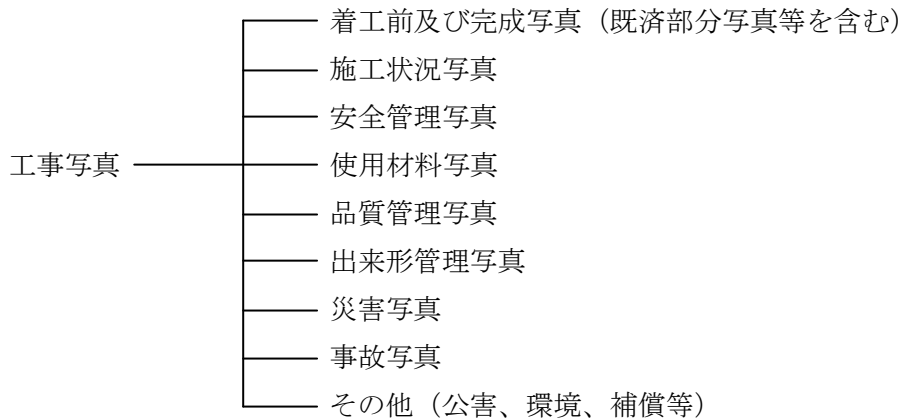 着工前及び完成写真（既済部分写真等を含む）
施工状況写真
安全管理写真
工事写真
使用材料写真
品質管理写真
出来形管理写真
災害写真
事故写真
その他（公害、環境、補償等）